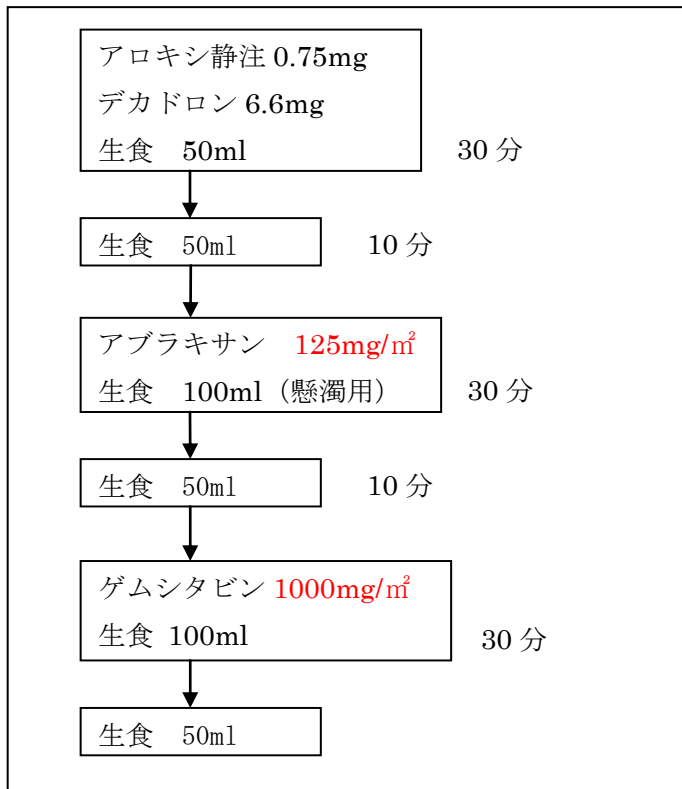 アロキシ静注 0.75mg
デカドロン 6.6mg
生食　50ml
30 分
生食　50ml
10 分
アブラキサン　125mg/㎡
生食　100ml（懸濁用）
30 分
生食　50ml
10 分
ゲムシタビン 1000mg/㎡
生食 100ml
30 分
生食　50ml